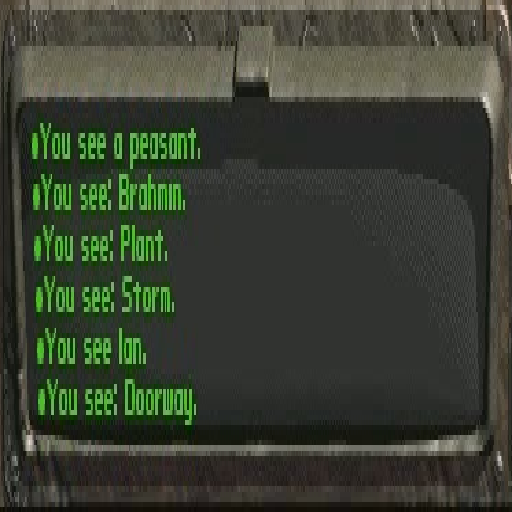 •You see a peasant.
•You see: Brahmin.
•You see: Plant.
•You see: Storm.
•You see Ian.
•You see: Doorway.